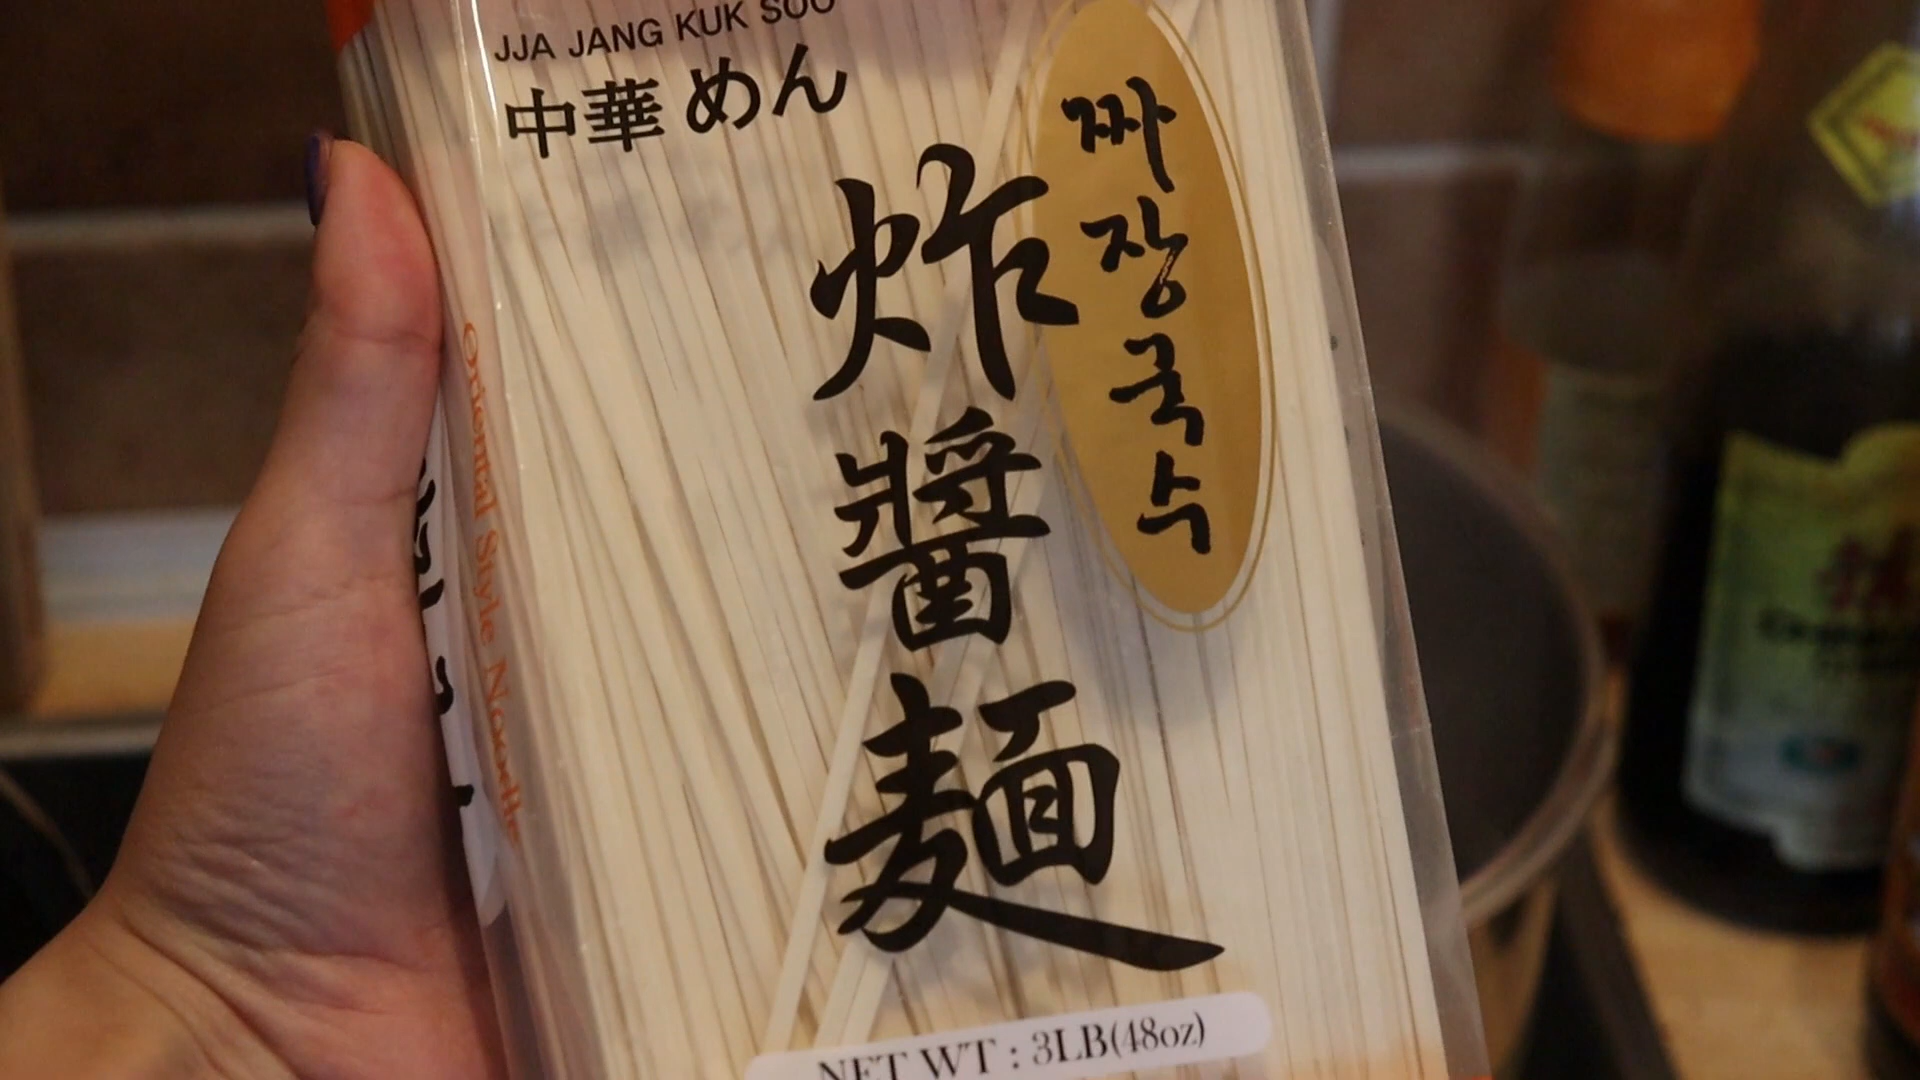 JJA JANG KUK SOO
中華 めん
炸醬麵
짜장국수
Oriental Style Noodle
NET WT : 3LB(48oz)